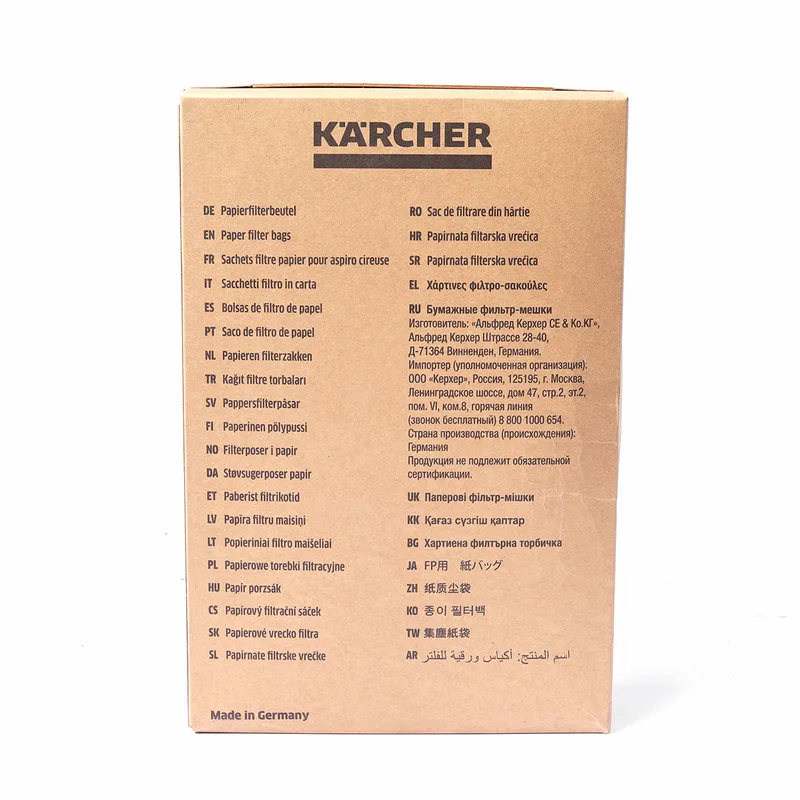 KÄRCHER
DE Papierfilterbeutel
EN Paper filter bags
FR Sachets filtre papier pour aspiro cireuse
IT Sacchetti filtro in carta
ES Bolsas de filtro de papel
PT Saco de filtro de papel
NL Papieren filterzakken
TR Kağıt filtre torbaları
SV Pappersfilterpåsar
FI Paperinen pölypussi
NO Filterposer i papir
DA Støvsugerposer papir
ET Paberist filtrikotid
LV Papīra filtru maisiņi
LT Popieriniai filtro maišeliai
PL Papierowe torebki filtracyjne
HU Papír porzsák
CS Papírový filtrační sáček
SK Papierové vrecko filtra
SL Papirnate filtrske vrečke
Made in Germany
RO Sac de filtrare din hârtie
HR Papirnata filtarska vrećica
SR Papirnata filterska vrećica
EL Χάρτινες φιλτρο-σακούλες
RU Бумажные фильтр-мешки
Изготовитель: «Альфред Керхер СЕ & Ко.КГ»,
Альфред Керхер Штрассе 28-40,
Д-71364 Винненден, Германия.
Импортер (уполномоченная организация):
ООО «Керхер», Россия, 125195, г. Москва,
Ленинградское шоссе, дом 47, стр.2, эт.2,
пом. VI, ком.8, горячая линия
(звонок бесплатный) 8 800 1000 654.
Страна производства (происхождения):
Германия
Продукция не подлежит обязательной
сертификации.
UK Паперові фільтр-мішки
KK Қағаз сүзгіш қаптар
BG Хартиена филтърна торбичка
JA FP用 紙バッグ
ZH 纸质尘袋
KO 종이 필터백
TW 集塵紙袋
AR اسم المنتج: أكياس ورقية للفلتر